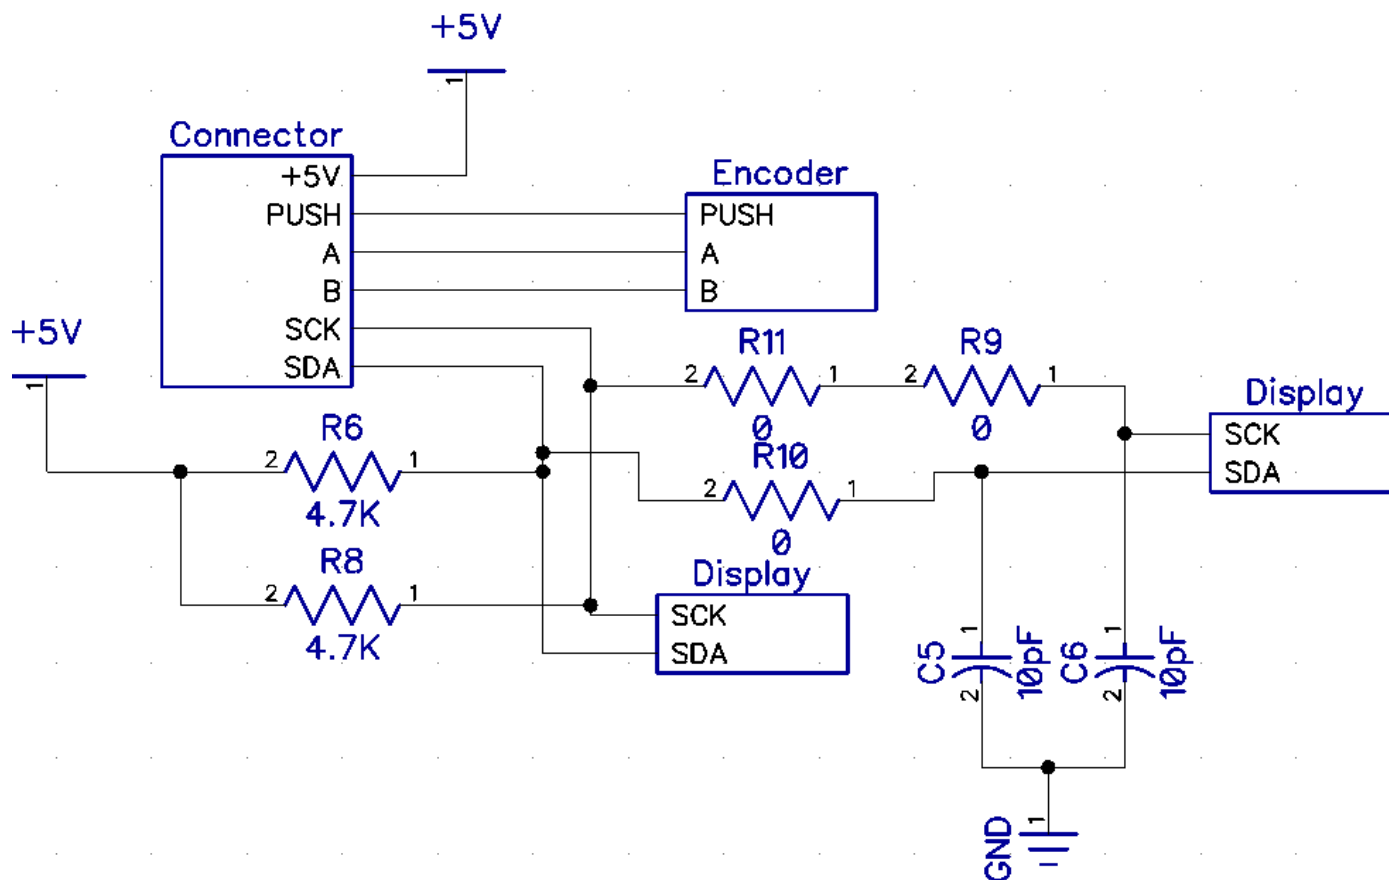 +5V
1
Connector
+5V
PUSH
A
B
SCK
SDA
Encoder
PUSH
A
B
+5V
1
R11
2 1
0
R9
2 1
0
Display
SCK
SDA
R6
2 1
4.7K
R10
2 1
0
R8
2 1
4.7K
Display
SCK
SDA
C5
1
2
10pF
C6
1
2
10pF
GND
1